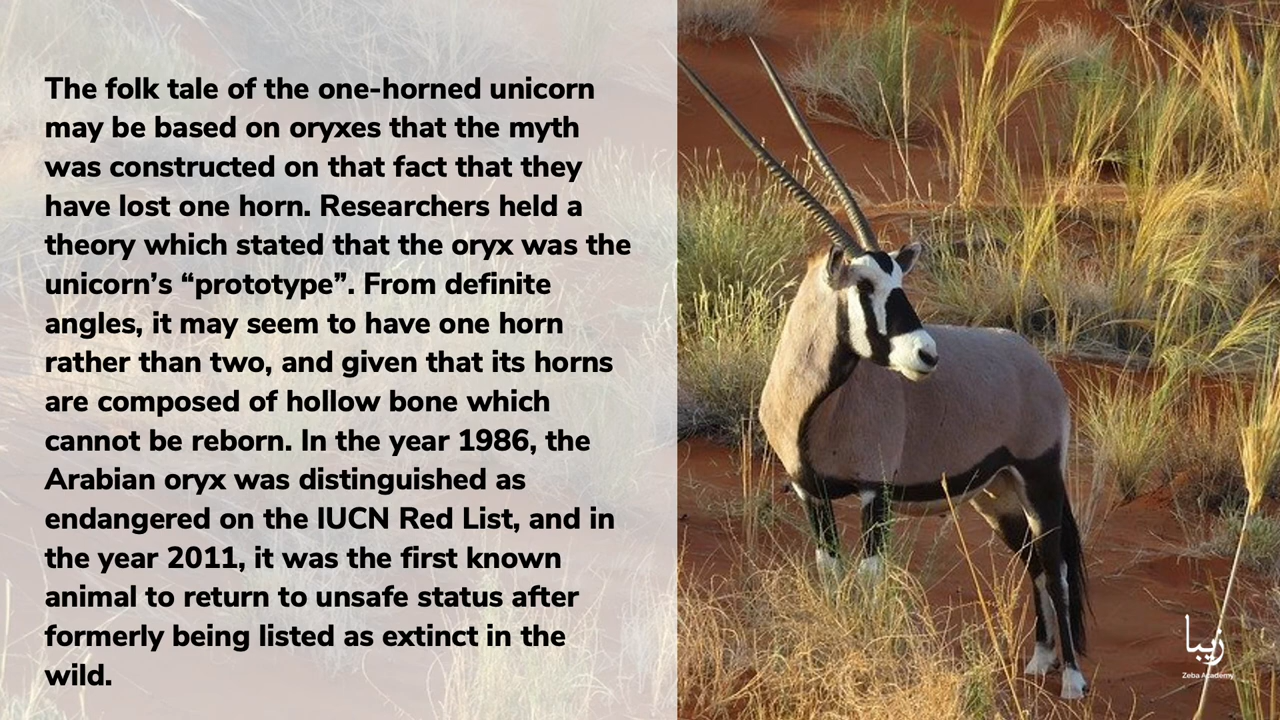 The folk tale of the one-horned unicorn
may be based on oryxes that the myth
was constructed on that fact that they
have lost one horn. Researchers held a
theory which stated that the oryx was the
unicorn's “prototype”. From definite
angles, it may seem to have one horn
rather than two, and given that its horns
are composed of hollow bone which
cannot be reborn. In the year 1986, the
Arabian oryx was distinguished as
endangered on the IUCN Red List, and in
the year 2011, it was the first known
animal to return to unsafe status after
formerly being listed as extinct in the
wild.
زیبا
Zeba Academy